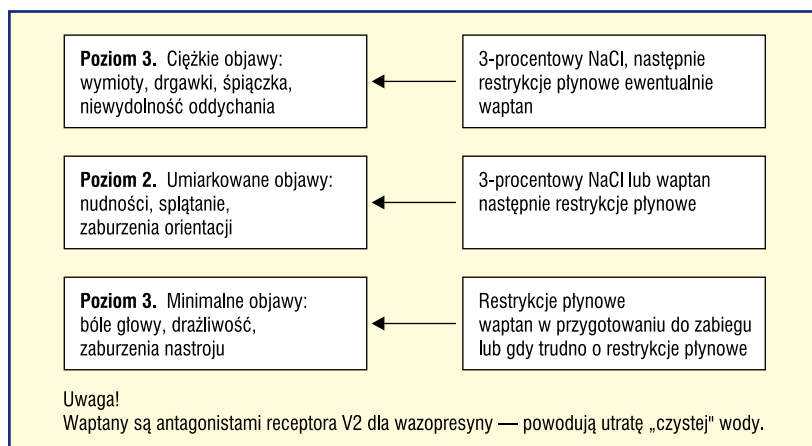 Poziom 3. Ciężkie objawy:
wymioty, drgawki, śpiączka,
niewydolność oddychania
3-procentowy NaCl, następnie
restrykcje płynowe ewentualnie
waptan
Poziom 2. Umiarkowane objawy:
nudności, splątanie,
zaburzenia orientacji
3-procentowy NaCl lub waptan
następnie restrykcje płynowe
Poziom 3. Minimalne objawy:
bóle głowy, drażliwość,
zaburzenia nastroju
Restrykcje płynowe
waptan w przygotowaniu do zabiegu
lub gdy trudno o restrykcje płynowe
Uwaga!
Waptany są antagonistami receptora V2 dla wazopresyny — powodują utratę „czystej" wody.